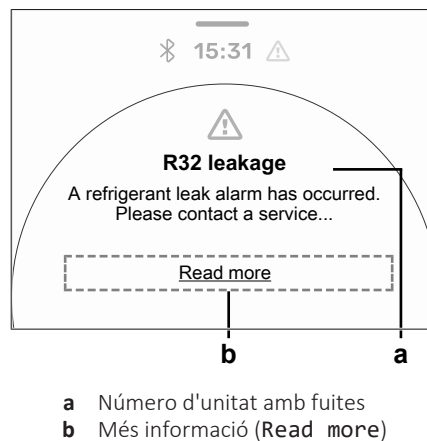 15:31
R32 leakage
A refrigerant leak alarm has occurred.
Please contact a service...
Read more
b a
a Número d'unitat amb fuites
b Més informació (Read more)